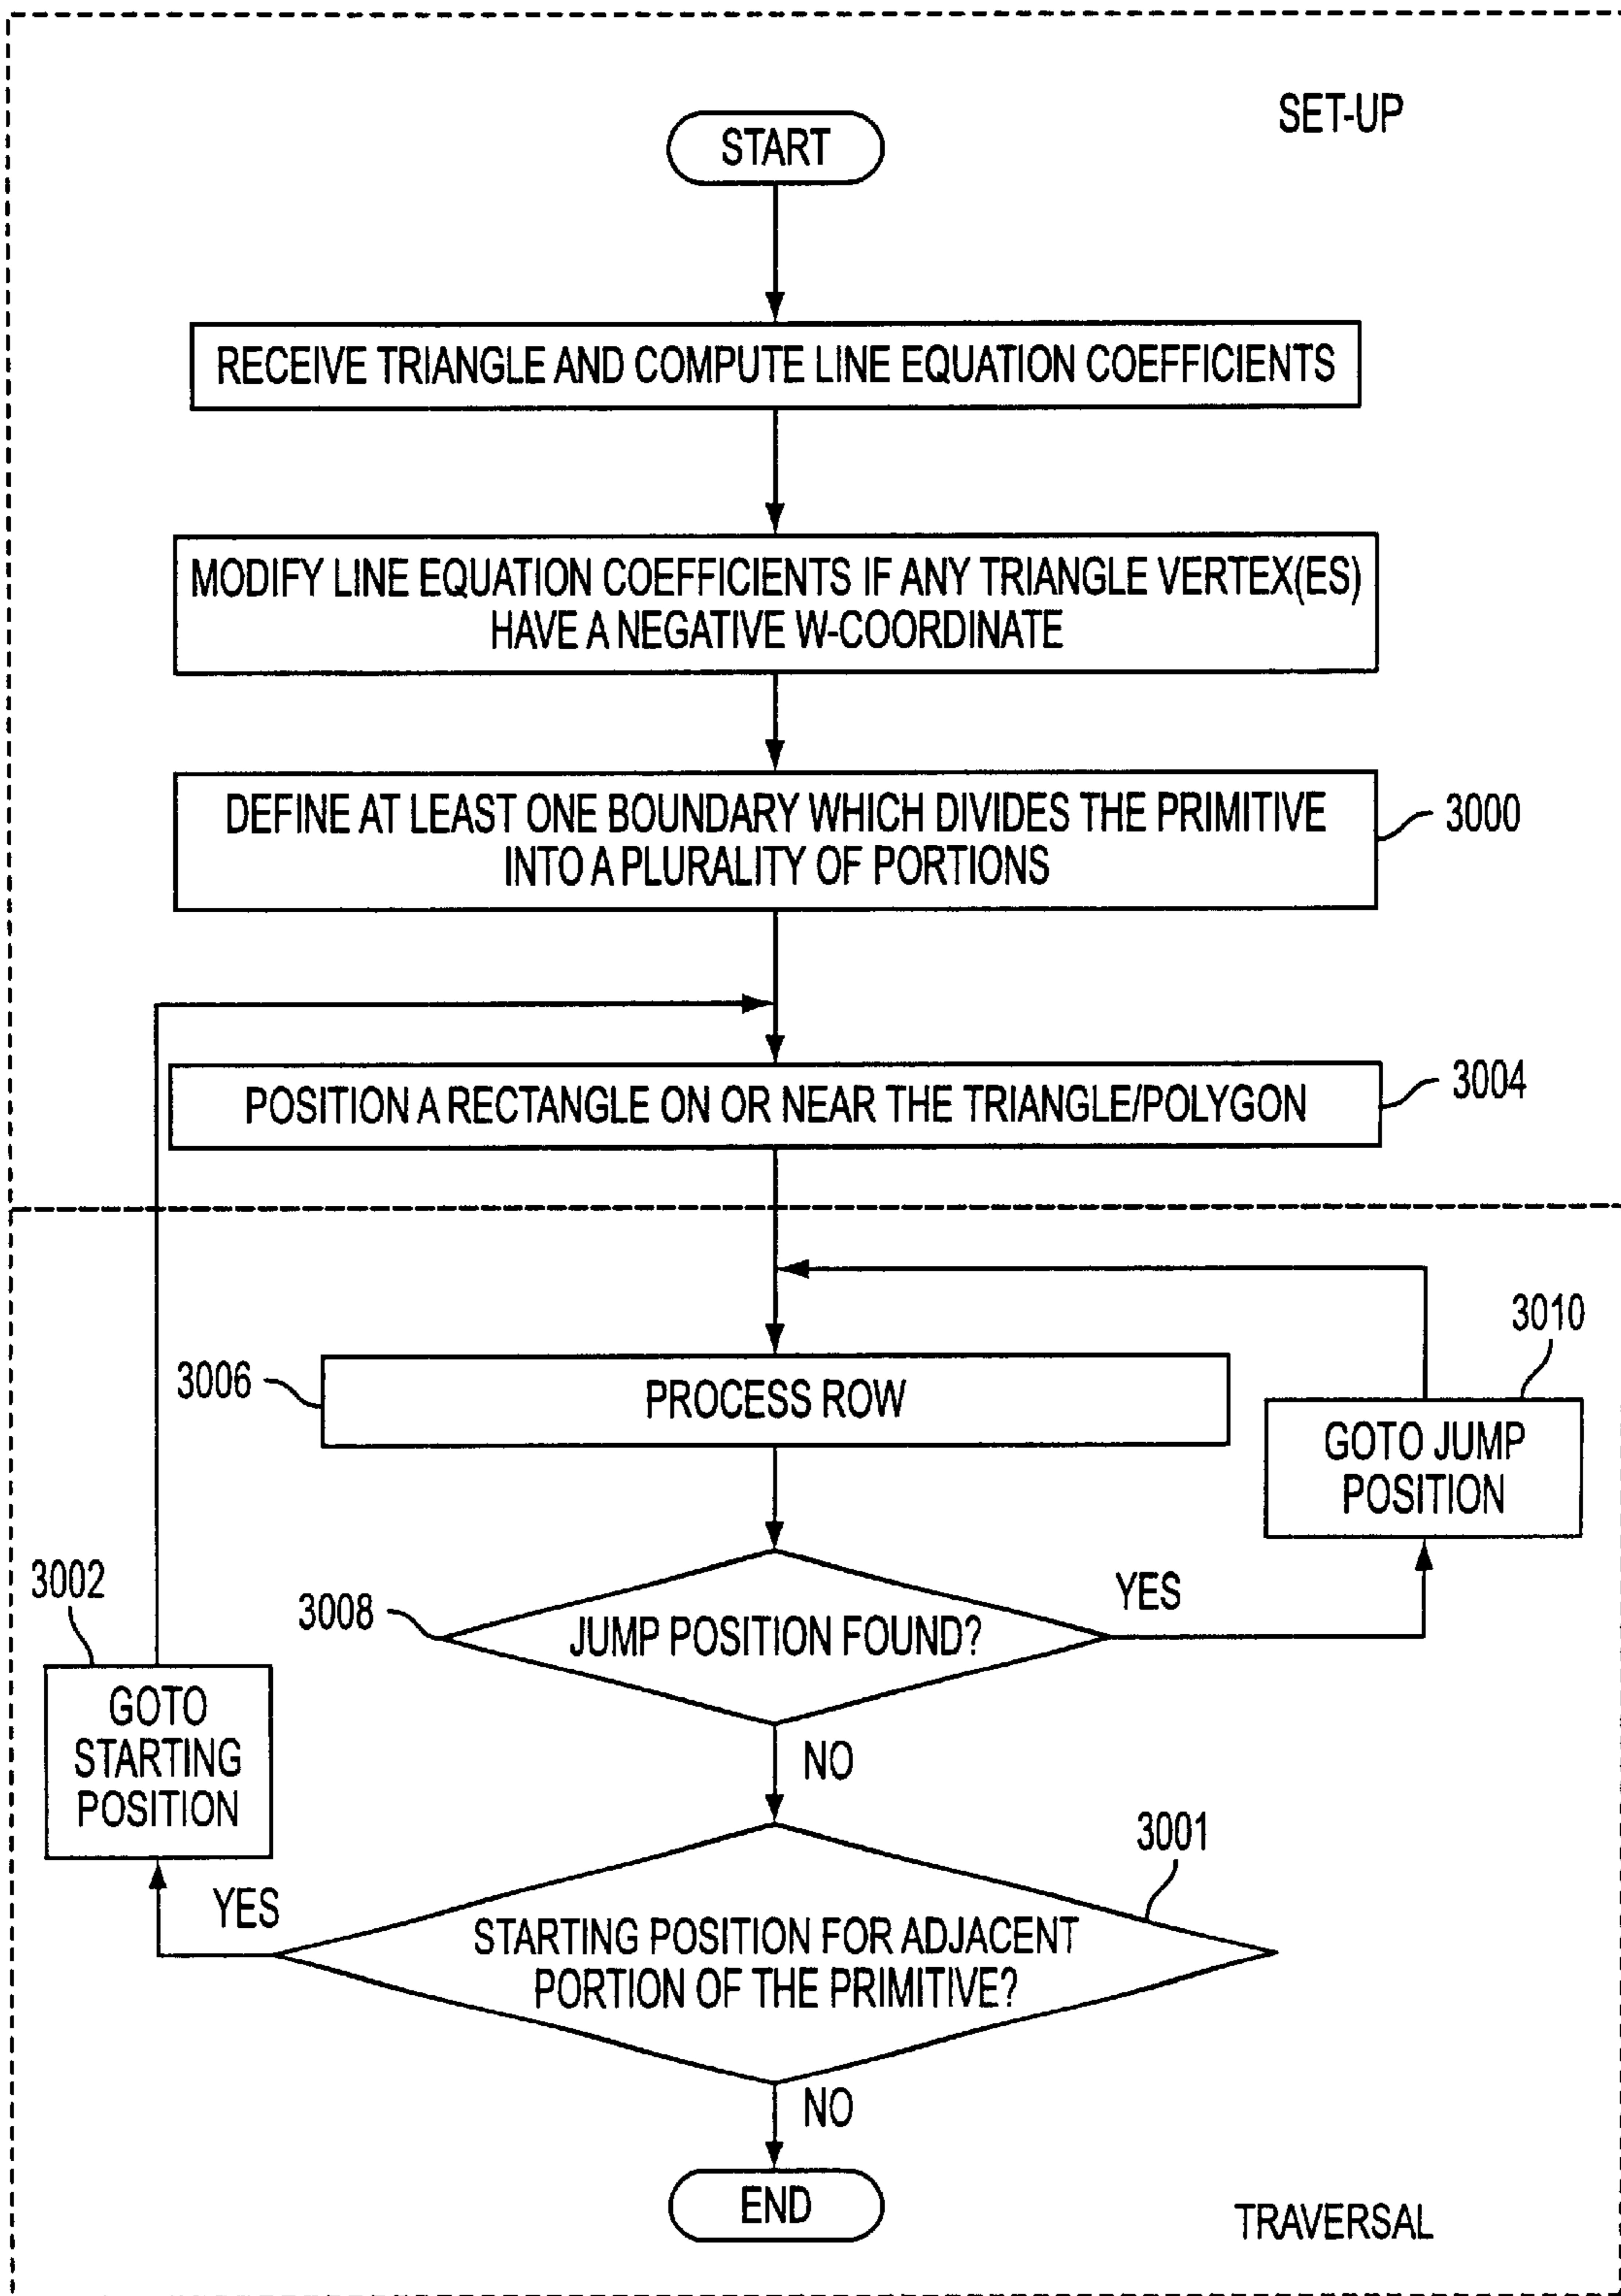 SET-UP
START
RECEIVE TRIANGLE AND COMPUTE LINE EQUATION COEFFICIENTS
MODIFY LINE EQUATION COEFFICIENTS IF ANY TRIANGLE VERTEX(ES)
HAVE A NEGATIVE W-COORDINATE
DEFINE AT LEAST ONE BOUNDARY WHICH DIVIDES THE PRIMITIVE
INTO A PLURALITY OF PORTIONS
3000
POSITION A RECTANGLE ON OR NEAR THE TRIANGLE/POLYGON
3004
3006
PROCESS ROW
3010
GOTO JUMP
POSITION
3008
JUMP POSITION FOUND?
YES
NO
3002
GOTO
STARTING
POSITION
YES
3001
STARTING POSITION FOR ADJACENT
PORTION OF THE PRIMITIVE?
NO
END
TRAVERSAL